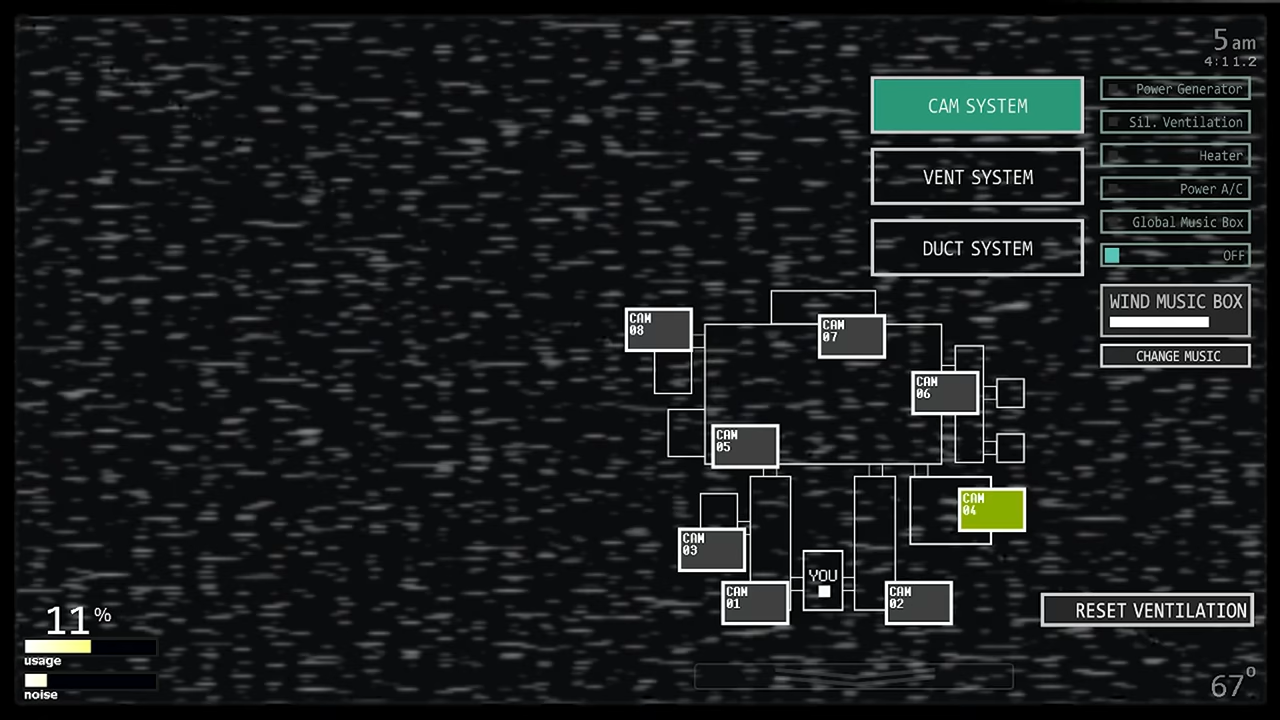 5 am
4:11.2
CAM SYSTEM
Power Generator
Sil. Ventilation
Heater
VENT SYSTEM
Power A/C
Global Music Box
DUCT SYSTEM
OFF
WIND MUSIC BOX
CHANGE MUSIC
CAM
08
CAM
07
CAM
06
CAM
05
CAM
04
CAM
03
YOU
CAM
01
CAM
02
RESET VENTILATION
11%
usage
noise
67°